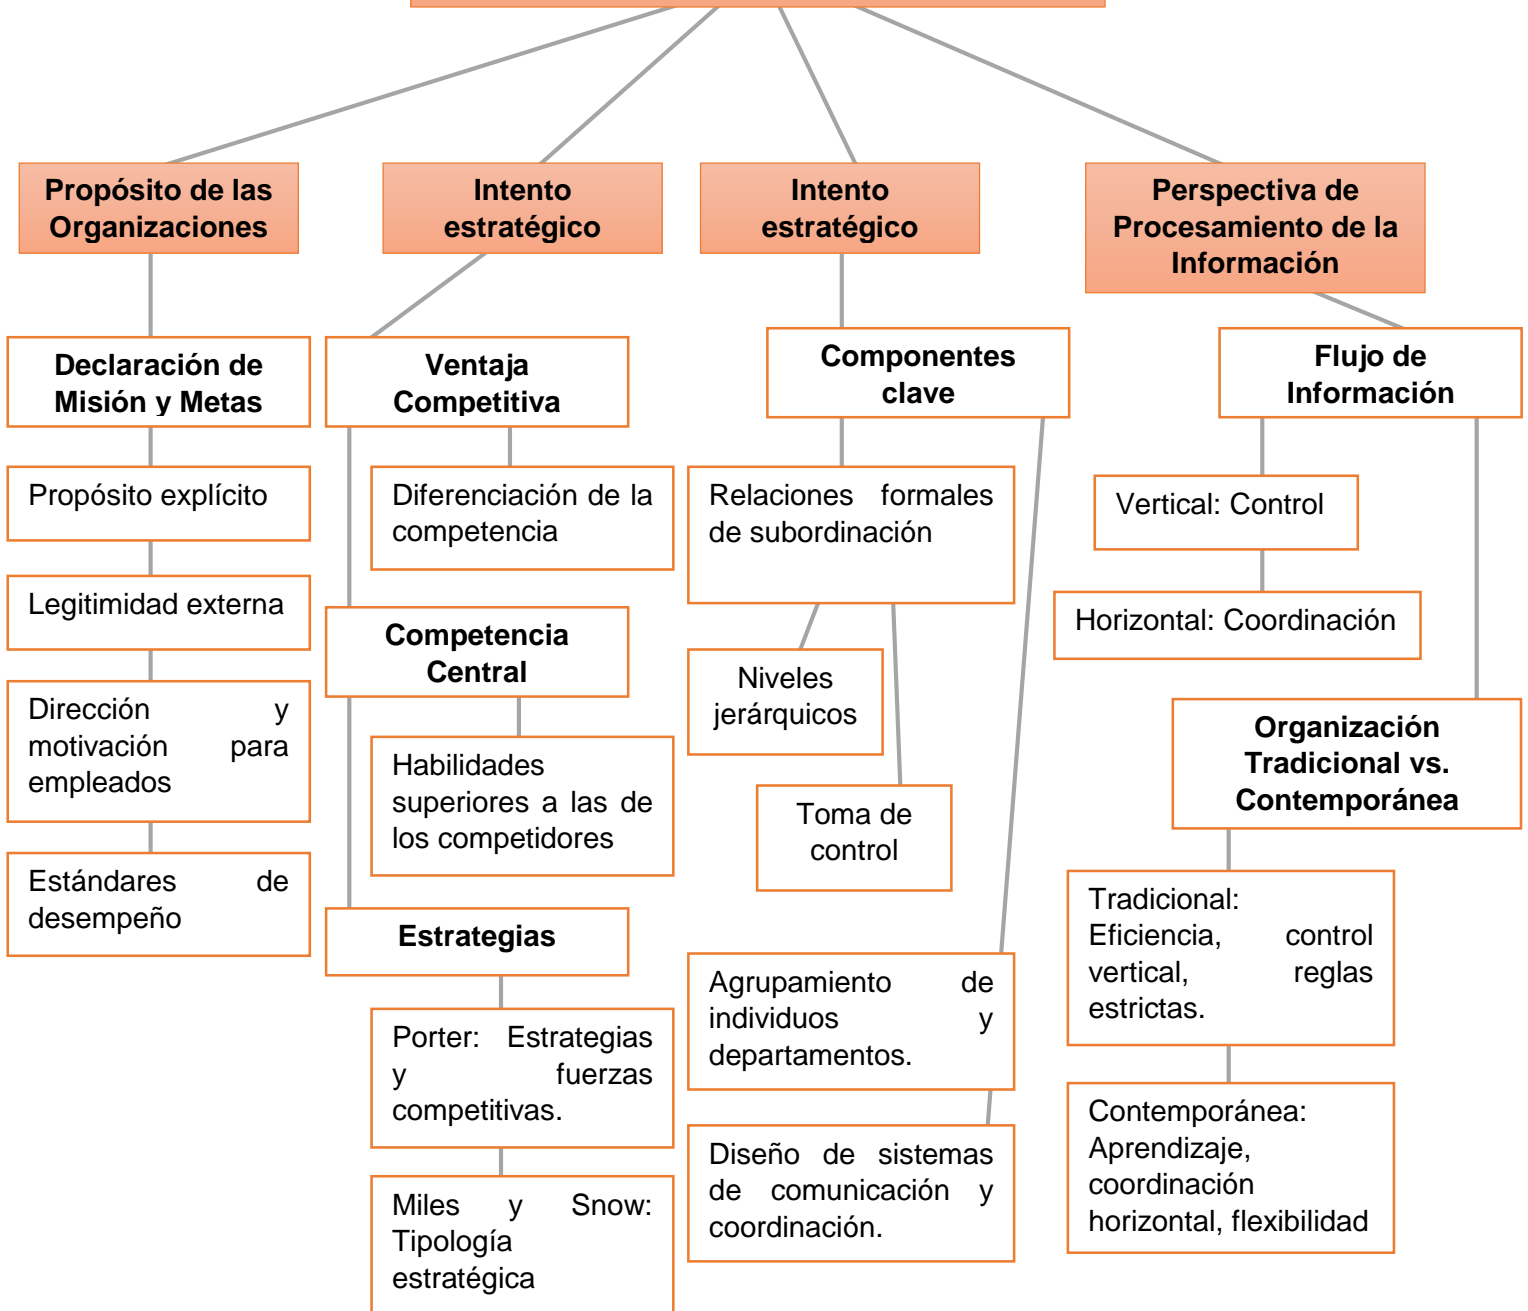 Propósito de las
Organizaciones
Intento
estratégico
Intento
estratégico
Perspectiva de
Procesamiento de la
Información
Declaración de
Misión y Metas
Propósito explícito
Legitimidad externa
Dirección y
motivación para
empleados
Estándares de
desempeño
Ventaja
Competitiva
Diferenciación de la
competencia
Competencia
Central
Habilidades
superiores a las de
los competidores
Estrategias
Porter: Estrategias
y fuerzas
competitivas.
Miles y Snow:
Tipología
estratégica
Componentes
clave
Relaciones formales
de subordinación
Niveles
jerárquicos
Toma de
control
Agrupamiento de
individuos y
departamentos.
Diseño de sistemas
de comunicación y
coordinación.
Flujo de
Información
Vertical: Control
Horizontal: Coordinación
Organización
Tradicional vs.
Contemporánea
Tradicional:
Eficiencia, control
vertical, reglas
estrictas.
Contemporánea:
Aprendizaje,
coordinación
horizontal, flexibilidad